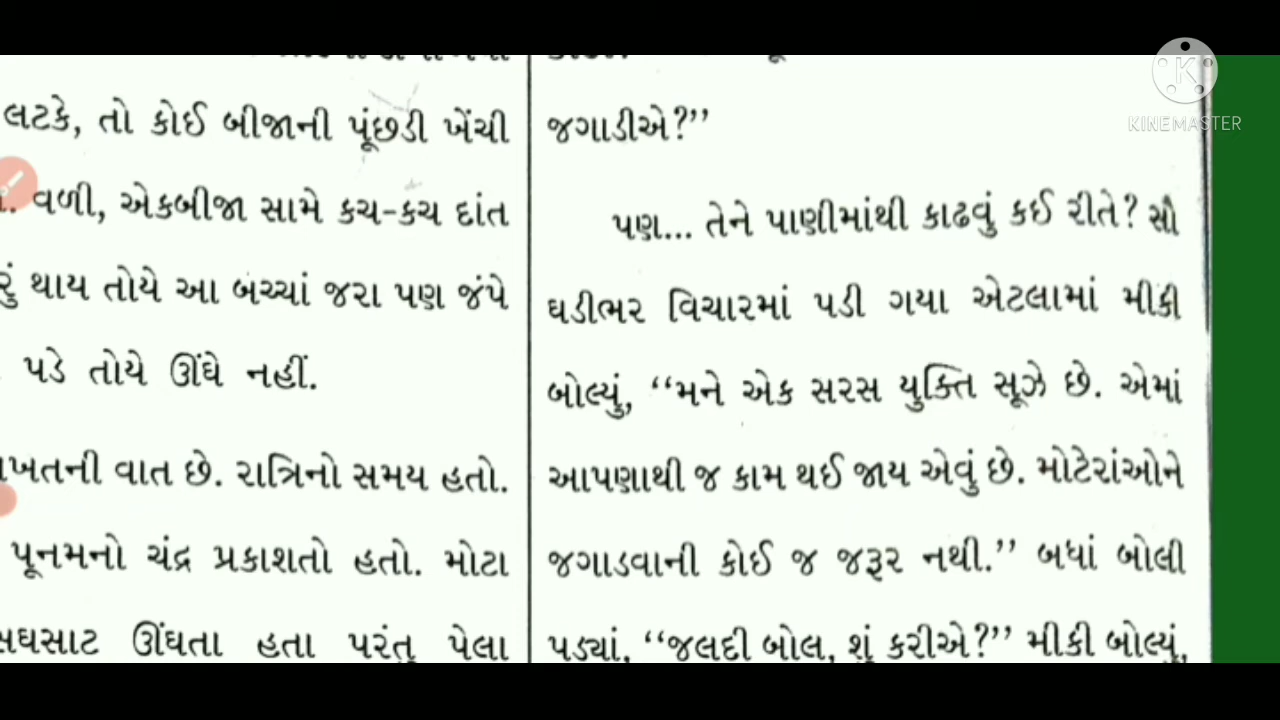 લટકે, તો કોઈ બીજાની પૂંછડી ખેંચી
વળી, એકબીજા સામે કચ-કચ દાંત
થાય તોયે આ બચ્ચાં જરા પણ જંપે
પડે તોયે ઊંઘે નહીં.
વાત છે. રાત્રિનો સમય હતો.
પૂનમનો ચંદ્ર પ્રકાશતો હતો. મોટા
ઊંઘતા હતા પરંતુ પેલા
જગાડીએ?”
પણ... તેને પાણીમાંથી કાઢવું કઈ રીતે? સૌ
ઘડીભર વિચારમાં પડી ગયા એટલામાં મીકી
બોલ્યું, “મને એક સરસ યુક્તિ સૂઝે છે. એમાં
આપણાથી જ કામ થઈ જાય એવું છે. મોટેરાંઓને
જગાડવાની કોઈ જ જરૂર નથી.” બધાં બોલી
પડ્યાં, “જલદી બોલ, શું કરીએ?” મીકી બોલ્યું,
KINEMASTER